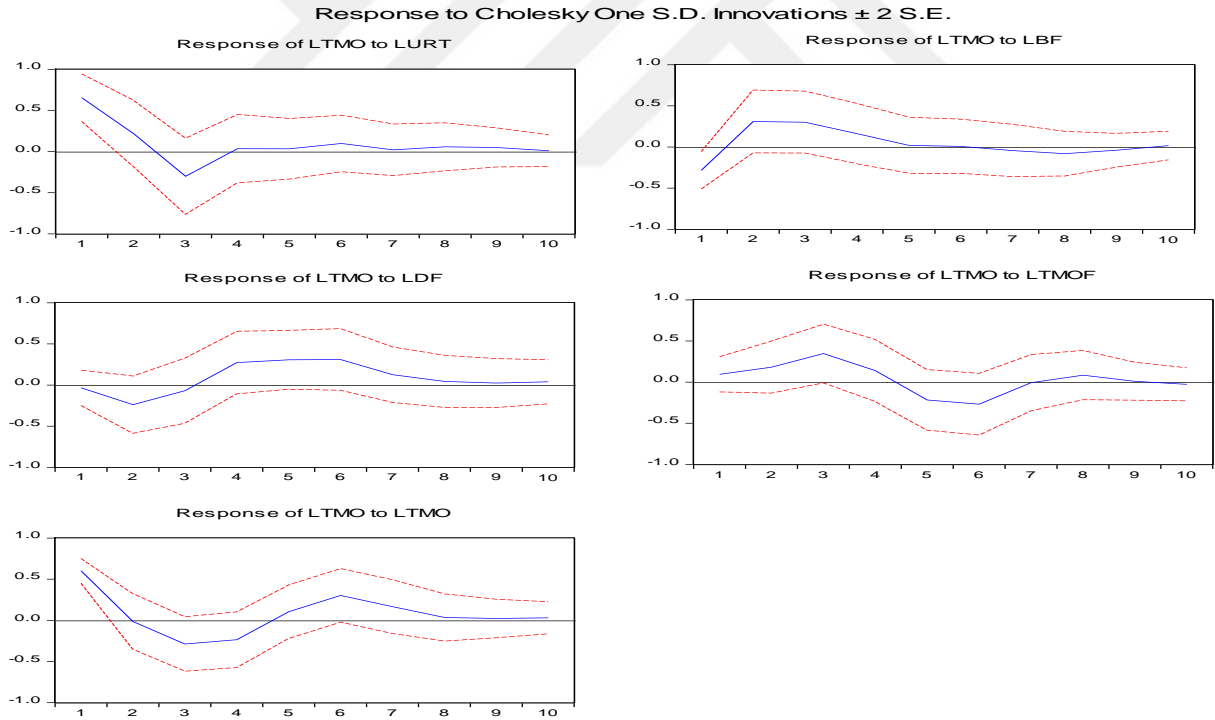 Response to Cholesky One S.D. Innovations ± 2 S.E.
Response of LTMO to LURT
1.0
0.5
0.0
-0.5
-1.0
1 2 3 4 5 6 7 8 9 10
Response of LTMO to LBF
1.0
0.5
0.0
-0.5
-1.0
1 2 3 4 5 6 7 8 9 10
Response of LTMO to LDF
1.0
0.5
0.0
-0.5
-1.0
1 2 3 4 5 6 7 8 9 10
Response of LTMO to LTMOF
1.0
0.5
0.0
-0.5
-1.0
1 2 3 4 5 6 7 8 9 10
Response of LTMO to LTMO
1.0
0.5
0.0
-0.5
-1.0
1 2 3 4 5 6 7 8 9 10